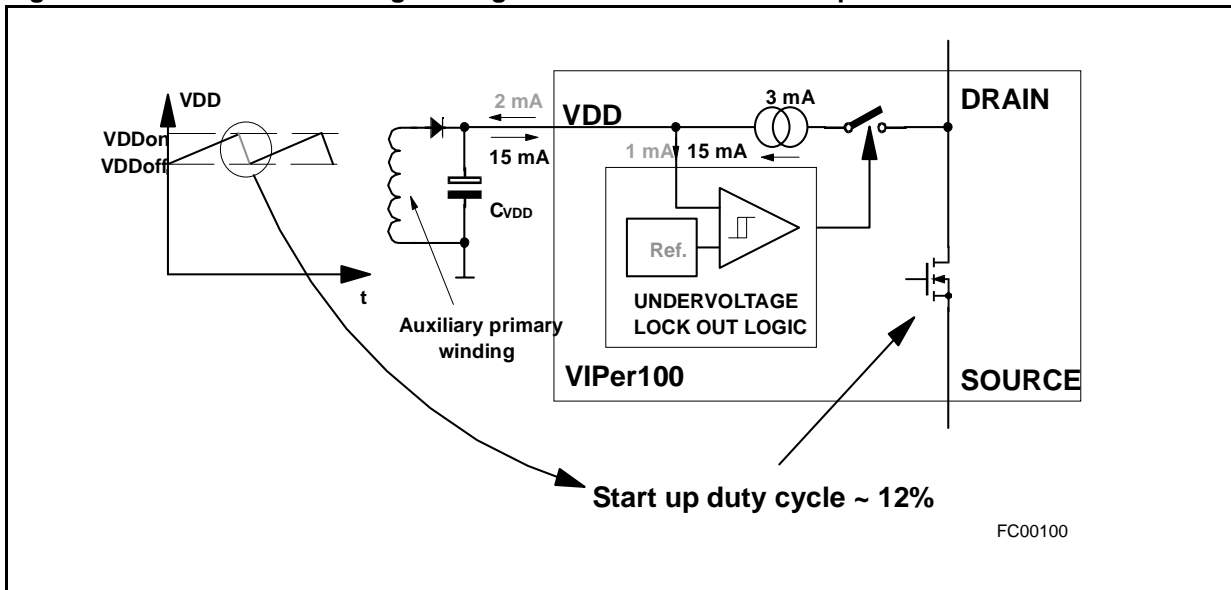 VDD
VDDon
VDDoff
t
2 mA
15 mA
CVDD
Auxiliary primary
winding
VDD
1 mA
15 mA
3 mA
DRAIN
Ref.
UNDERVOLTAGE
LOCK OUT LOGIC
VIPer100
SOURCE
Start up duty cycle ~ 12%
FC00100